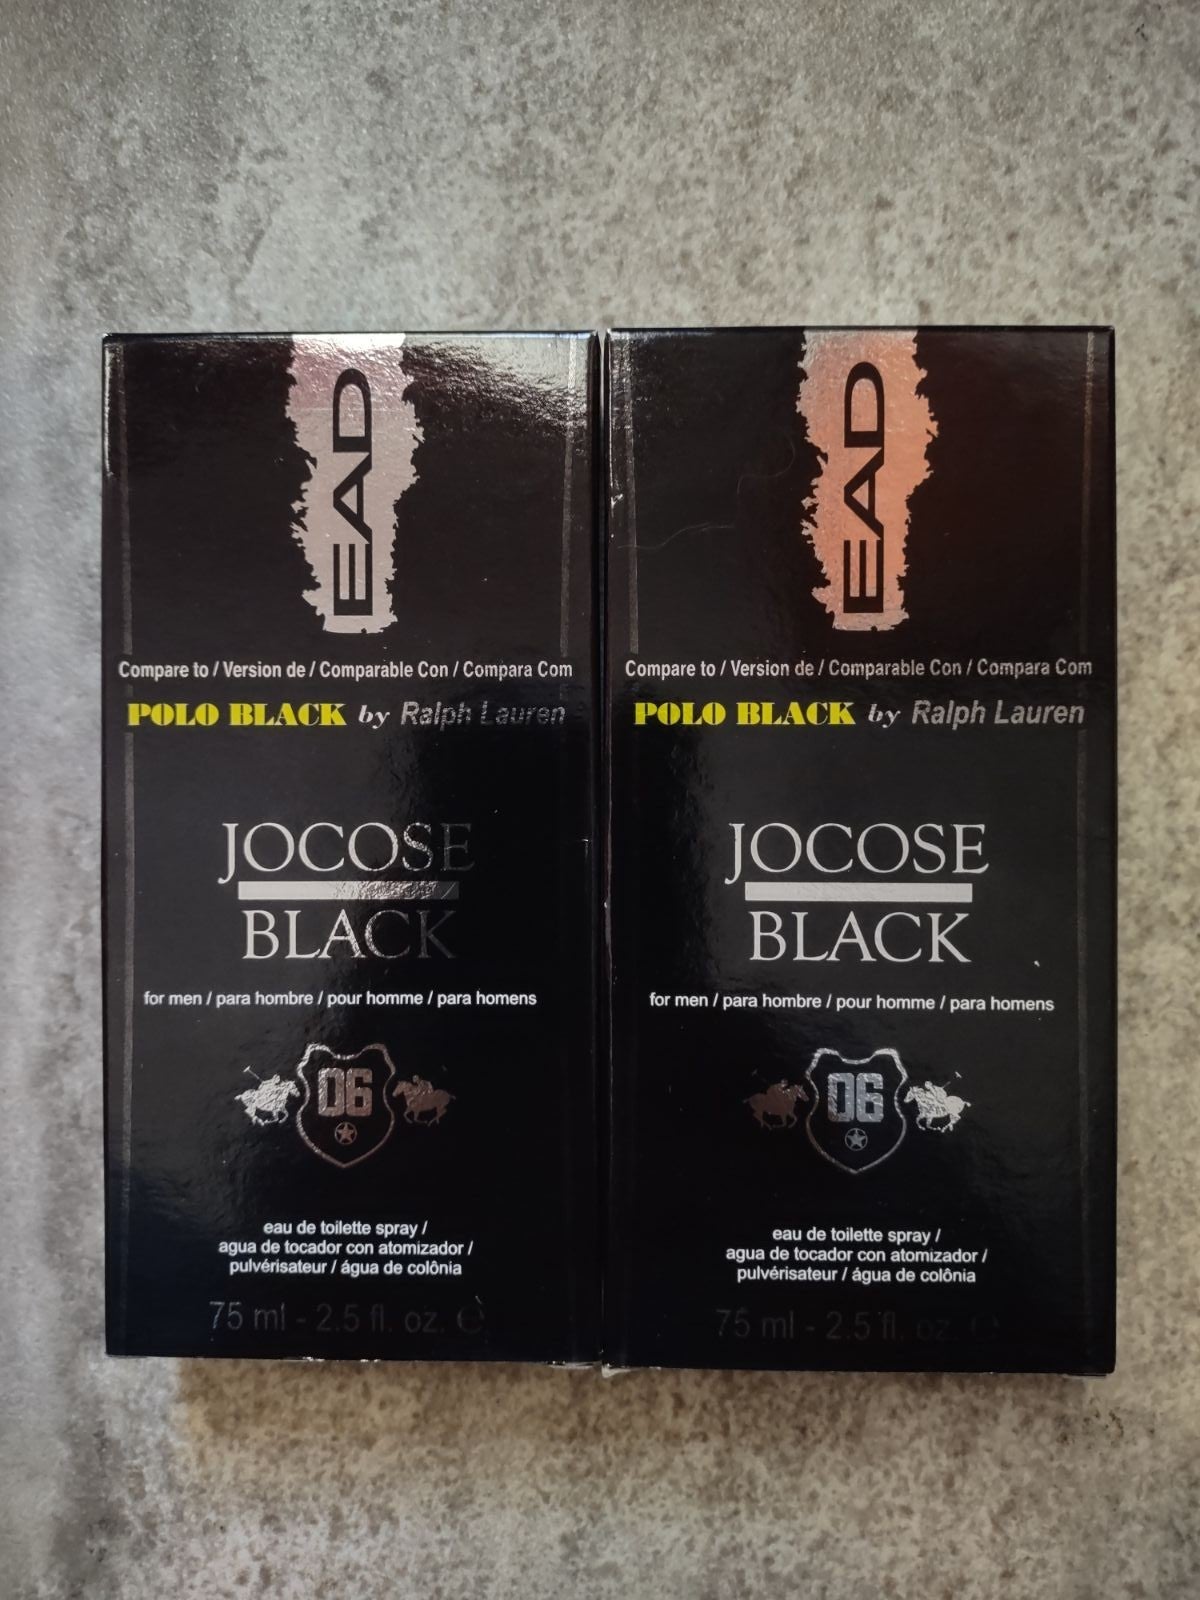 EAD
Compare to / Version de / Comparable Con / Compara Com
POLO BLACK by Ralph Lauren
JOCOSE
BLACK
for men / para hombre / pour homme / para homens
06
eau de toilette spray /
agua de tocador con atomizador /
pulvérisateur / água de colônia
75 ml - 2.5 fl. oz. ℮
EAD
Compare to / Version de / Comparable Con / Compara Com
POLO BLACK by Ralph Lauren
JOCOSE
BLACK
for men / para hombre / pour homme / para homens
06
eau de toilette spray /
agua de tocador con atomizador /
pulvérisateur / água de colônia
75 ml - 2.5 fl. oz. ℮